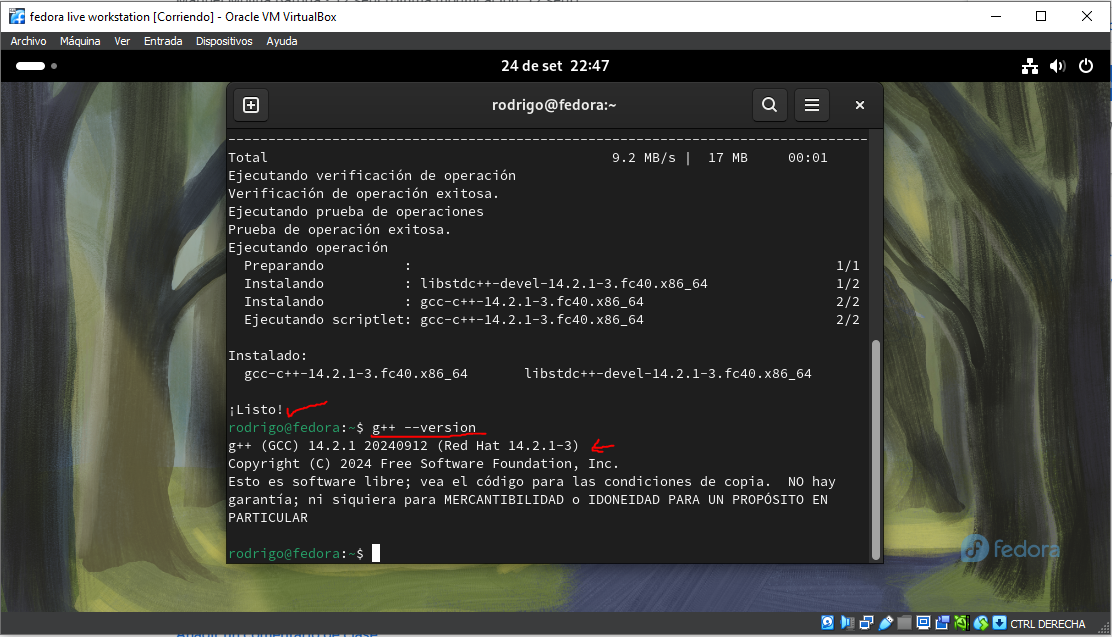 fedora live workstation [Corriendo] - Oracle VM VirtualBox
Archivo Máquina Ver Entrada Dispositivos Ayuda
24 de set 22:47
rodrigo@fedora:~
--------------------------------------------------------------------------------
Total 9.2 MB/s | 17 MB 00:01
Ejecutando verificación de operación
Verificación de operación exitosa.
Ejecutando prueba de operaciones
Prueba de operación exitosa.
Ejecutando operación
Preparando : 1/1
Instalando : libstdc++-devel-14.2.1-3.fc40.x86_64 1/2
Instalando : gcc-c++-14.2.1-3.fc40.x86_64 2/2
Ejecutando scriptlet: gcc-c++-14.2.1-3.fc40.x86_64 2/2
Instalado:
gcc-c++-14.2.1-3.fc40.x86_64 libstdc++-devel-14.2.1-3.fc40.x86_64
¡Listo!
rodrigo@fedora:~$ g++ --version
g++ (GCC) 14.2.1 20240912 (Red Hat 14.2.1-3)
Copyright (C) 2024 Free Software Foundation, Inc.
Esto es software libre; vea el código para las condiciones de copia. NO hay
garantía; ni siquiera para MERCANTIBILIDAD o IDONEIDAD PARA UN PROPÓSITO EN
PARTICULAR
rodrigo@fedora:~$
fedora
CTRL DERECHA